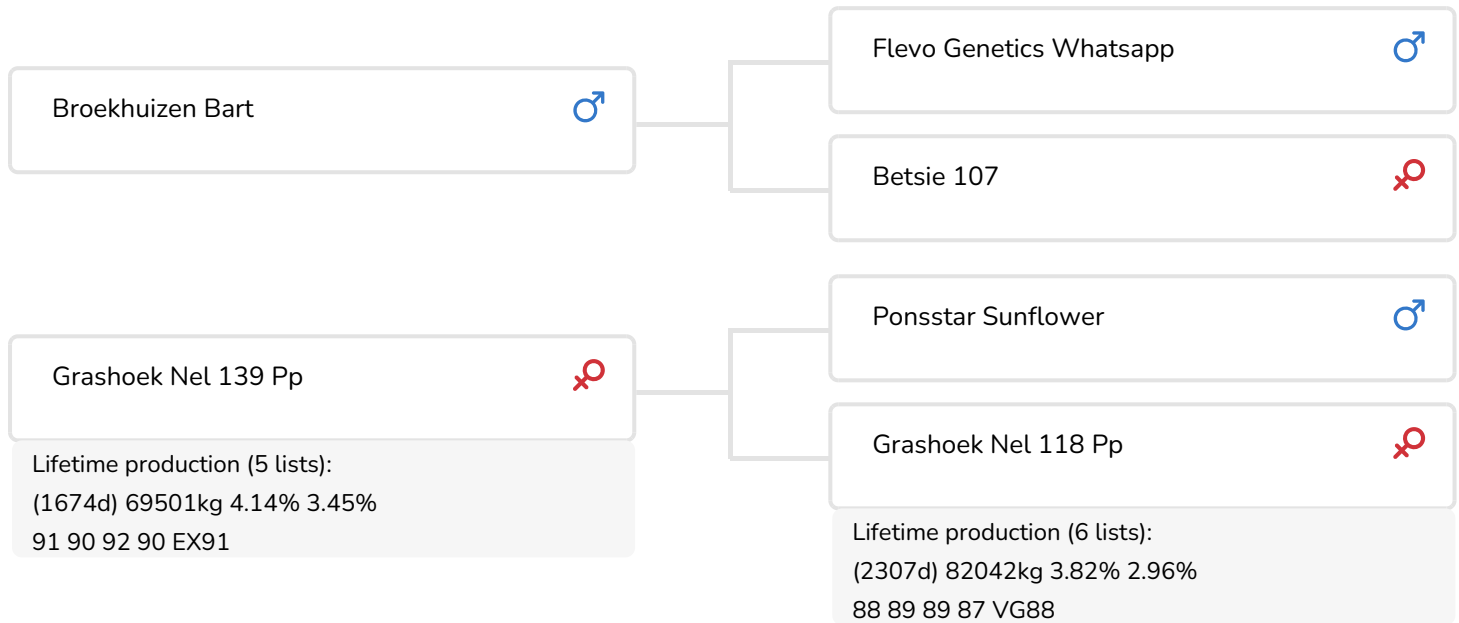 Flevo Genetics Whatsapp
Broekhuizen Bart
Betsie 107
Ponsstar Sunflower
Grashoek Nel 139 Pp
Lifetime production (5 lists):
(1674d) 69501kg 4.14% 3.45%
91 90 92 90 EX91
Grashoek Nel 118 Pp
Lifetime production (6 lists):
(2307d) 82042kg 3.82% 2.96%
88 89 89 87 VG88